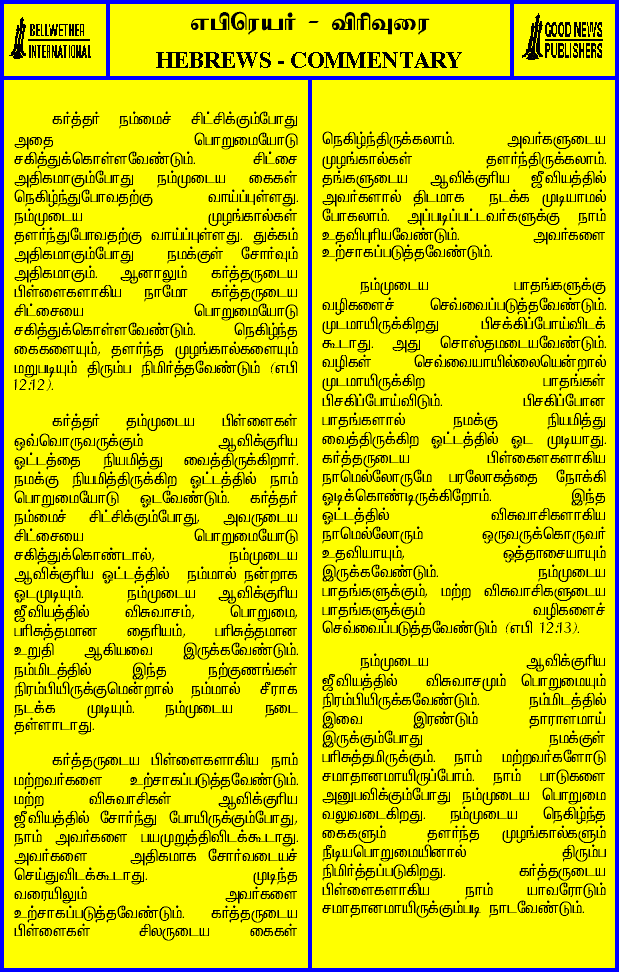 BELLWETHER
INTERNATIONAL
எபிரெயர் - விரிவுரை
HEBREWS - COMMENTARY
GOOD NEWS
PUBLISHERS
கர்த்தர் நம்மைச் சிட்சிக்கும்போது
அதை பொறுமையோடு
சகித்துக்கொள்ளவேண்டும். சிட்சை
அதிகமாகும்போது நம்முடைய கைகள்
நெகிழ்ந்துபோவதற்கு வாய்ப்புள்ளது.
நம்முடைய முழங்கால்கள்
தளர்ந்துபோவதற்கு வாய்ப்புள்ளது. துக்கம்
அதிகமாகும்போது நமக்குள் சோர்வும்
அதிகமாகும். ஆனாலும் கர்த்தருடைய
பிள்ளைகளாகிய நாமோ கர்த்தருடைய
சிட்சையை பொறுமையோடு
சகித்துக்கொள்ளவேண்டும். நெகிழ்ந்த
கைகளையும், தளர்ந்த முழங்கால்களையும்
மறுபடியும் திரும்ப நிமிர்த்தவேண்டும் (எபி
12:12).
கர்த்தர் தம்முடைய பிள்ளைகள்
ஒவ்வொருவருக்கும் ஆவிக்குரிய
ஓட்டத்தை நியமித்து வைத்திருக்கிறார்.
நமக்கு நியமித்திருக்கிற ஓட்டத்தில் நாம்
பொறுமையோடு ஓடவேண்டும். கர்த்தர்
நம்மைச் சிட்சிக்கும்போது, அவருடைய
சிட்சையை பொறுமையோடு
சகித்துக்கொண்டால், நம்முடைய
ஆவிக்குரிய ஓட்டத்தில் நம்மால் நன்றாக
ஓடமுடியும். நம்முடைய ஆவிக்குரிய
ஜீவியத்தில் விசுவாசம், பொறுமை,
பரிசுத்தமான தைரியம், பரிசுத்தமான
உறுதி ஆகியவை இருக்கவேண்டும்.
நம்மிடத்தில் இந்த நற்குணங்கள்
நிரம்பியிருக்குமென்றால் நம்மால் சீராக
நடக்க முடியும். நம்முடைய நடை
தள்ளாடாது.
கர்த்தருடைய பிள்ளைகளாகிய நாம்
மற்றவர்களை உற்சாகப்படுத்தவேண்டும்.
மற்ற விசுவாசிகள் ஆவிக்குரிய
ஜீவியத்தில் சோர்ந்து போயிருக்கும்போது,
நாம் அவர்களை பயமுறுத்திவிடக்கூடாது.
அவர்களை அதிகமாக சோர்வடையச்
செய்துவிடக்கூடாது. முடிந்த
வரையிலும் அவர்களை
உற்சாகப்படுத்தவேண்டும். கர்த்தருடைய
பிள்ளைகள் சிலருடைய கைகள்
நெகிழ்ந்திருக்கலாம். அவர்களுடைய
முழங்கால்கள் தளர்ந்திருக்கலாம்.
தங்களுடைய ஆவிக்குரிய ஜீவியத்தில்
அவர்களால் திடமாக நடக்க முடியாமல்
போகலாம். அப்படிப்பட்டவர்களுக்கு நாம்
உதவிபுரியவேண்டும். அவர்களை
உற்சாகப்படுத்தவேண்டும்.
நம்முடைய பாதங்களுக்கு
வழிகளைச் செவ்வைப்படுத்தவேண்டும்.
முடமாயிருக்கிறது பிசக்கிப்போய்விடக்
கூடாது. அது சொஸ்தமடையவேண்டும்.
வழிகள் செவ்வையாயில்லையென்றால்
முடமாயிருக்கிற பாதங்கள்
பிசகிப்போய்விடும். பிசகிப்போன
பாதங்களால் நமக்கு நியமித்து
வைத்திருக்கிற ஓட்டத்தில் ஓட முடியாது.
கர்த்தருடைய பிள்கைளகளாகிய
நாமெல்லோருமே பரலோகத்தை நோக்கி
ஓடிக்கொண்டிருக்கிறோம். இந்த
ஓட்டத்தில் விசுவாசிகளாகிய
நாமெல்லோரும் ஒருவருக்கொருவர்
உதவியாயும், ஒத்தாசையாயும்
இருக்கவேண்டும். நம்முடைய
பாதங்களுக்கும், மற்ற விசுவாசிகளுடைய
பாதங்களுக்கும் வழிகளைச்
செவ்வைப்படுத்தவேண்டும் (எபி 12:13).
நம்முடைய ஆவிக்குரிய
ஜீவியத்தில் விசுவாசமும் பொறுமையும்
நிரம்பியிருக்கவேண்டும். நம்மிடத்தில்
இவை இரண்டும் தாராளமாய்
இருக்கும்போது நமக்குள்
பரிசுத்தமிருக்கும். நாம் மற்றவர்களோடு
சமாதானமாயிருப்போம். நாம் பாடுகளை
அனுபவிக்கும்போது நம்முடைய பொறுமை
வலுவடைகிறது. நம்முடைய நெகிழ்ந்த
கைகளும் தளர்ந்த முழங்கால்களும்
நீடியபொறுமையினால் திரும்ப
நிமிர்த்தப்படுகிறது. கர்த்தருடைய
பிள்ளைகளாகிய நாம் யாவரோடும்
சமாதானமாயிருக்கும்படி நாடவேண்டும்.